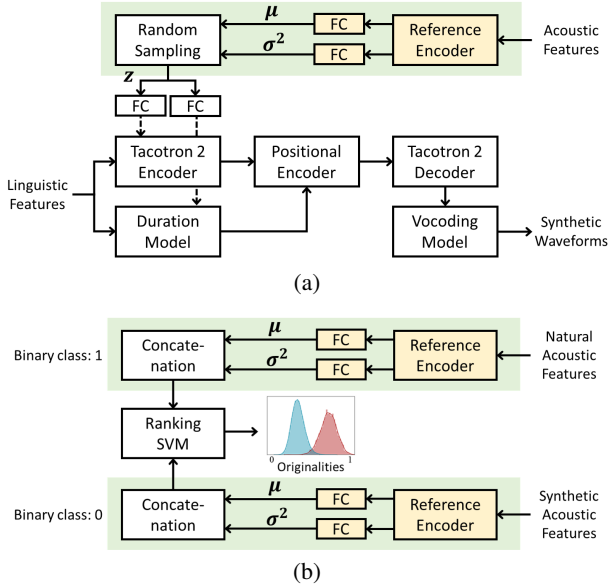 Random
Sampling
μ
FC
σ²
FC
Reference
Encoder
Acoustic
Features
z
FC
FC
Linguistic
Features
Tacotron 2
Encoder
Positional
Encoder
Tacotron 2
Decoder
Duration
Model
Vocoding
Model
Synthetic
Waveforms
(a)
Binary class: 1
Concate-
nation
μ
FC
σ²
FC
Reference
Encoder
Natural
Acoustic
Features
Ranking
SVM
0
1
Originalities
Binary class: 0
Concate-
nation
μ
FC
σ²
FC
Reference
Encoder
Synthetic
Acoustic
Features
(b)